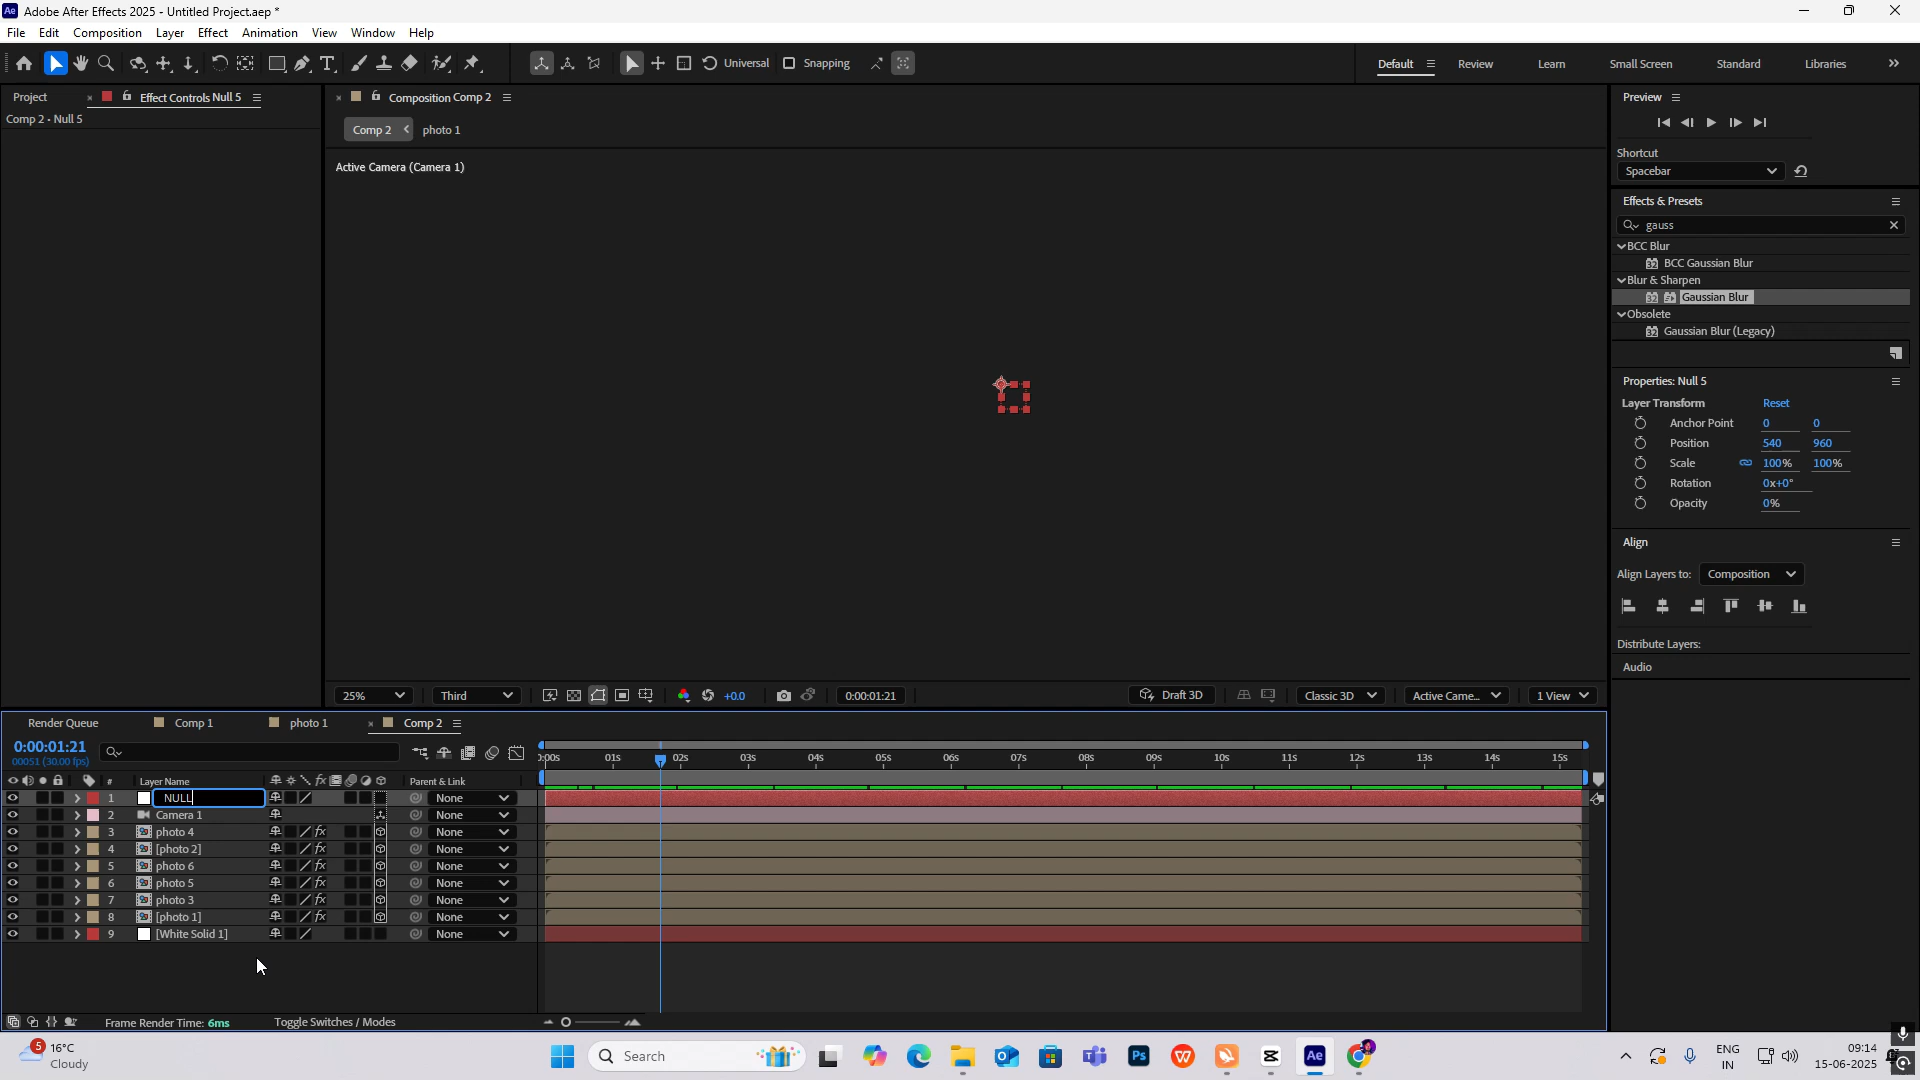 Adobe After Effects 2025 - Untitled Project.aep *
File Edit Composition Layer Effect Animation View Window Help
Universal Snapping Default Review Learn Small Screen Standard Libraries
Project Effect Controls Null 5
Comp 2 • Null 5
Composition Comp 2
Comp 2 photo 1
Active Camera (Camera 1)
Preview
Shortcut
Spacebar
Effects & Presets
gauss
BCC Blur
BCC Gaussian Blur
Blur & Sharpen
Gaussian Blur
Obsolete
Gaussian Blur (Legacy)
Properties: Null 5
Layer Transform Reset
Anchor Point 0 0
Position 540 960
Scale 100% 100%
Rotation 0x+0°
Opacity 0%
Align
Align Layers to: Composition
Distribute Layers:
Audio
25% Third +0.0 0:00:01:21 Draft 3D Classic 3D Active Came... 1 View
Render Queue Comp 1 photo 1 Comp 2
0:00:01:21
00051 (30.00 fps)
0:00s 01s 02s 03s 04s 05s 06s 07s 08s 09s 10s 11s 12s 13s 14s 15s
# Layer Name Parent & Link
1 NULL None
2 Camera 1 None
3 photo 4 None
4 [photo 2] None
5 photo 6 None
6 photo 5 None
7 photo 3 None
8 [photo 1] None
9 [White Solid 1] None
Frame Render Time: 6ms Toggle Switches / Modes
5 16°C
Cloudy
Search
ENG
IN
09:14
15-06-2025